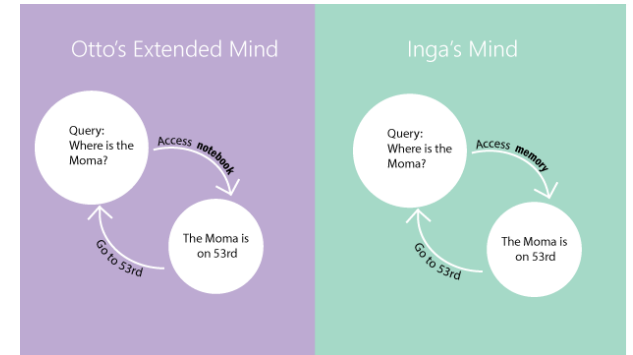 Otto's Extended Mind
Query:
Where is the
Moma?
Access notebook
The Moma is
on 53rd
Go to 53rd
Inga's Mind
Query:
Where is the
Moma?
Access memory
The Moma is
on 53rd
Go to 53rd